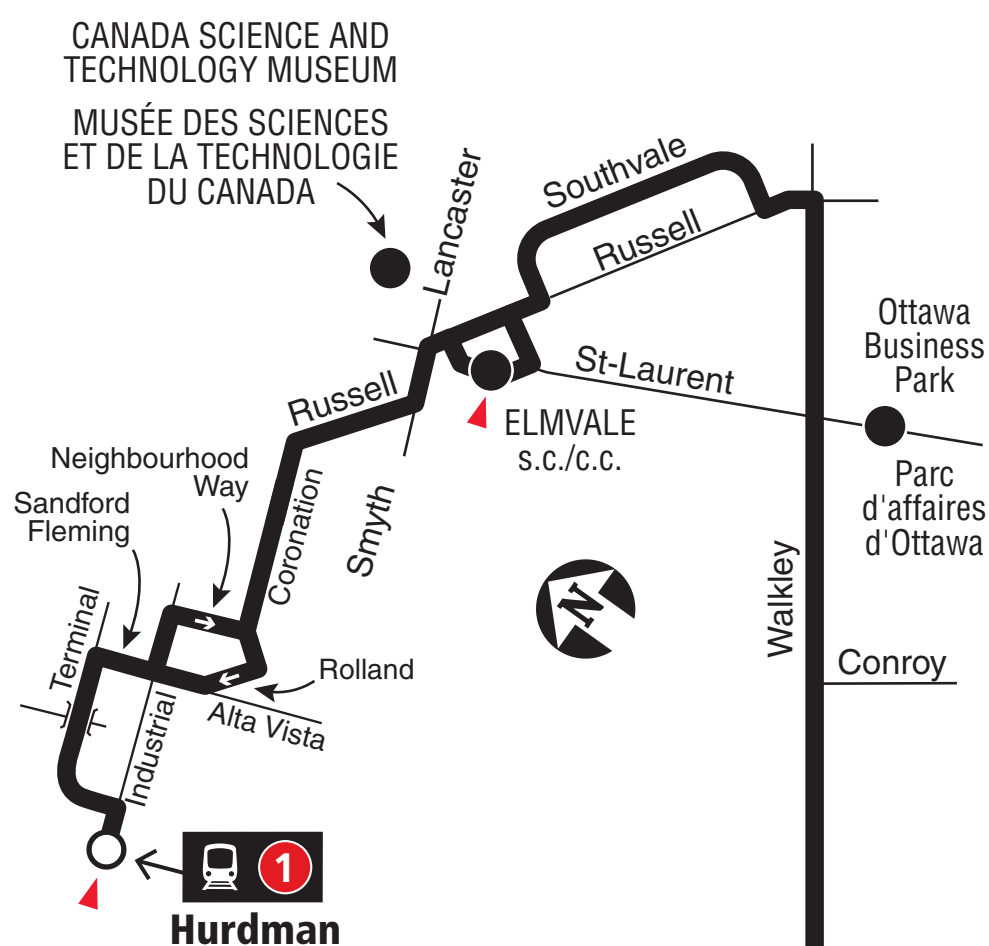 CANADA SCIENCE AND
TECHNOLOGY MUSEUM
MUSÉE DES SCIENCES
ET DE LA TECHNOLOGIE
DU CANADA
Lancaster
Southvale
Russell
Ottawa
Business
Park
St-Laurent
Russell
ELMVALE
s.c./c.c.
Parc
d'affaires
d'Ottawa
Neighbourhood
Way
Sandford
Fleming
Coronation
Smyth
Walkley
N
Terminal
Conroy
Rolland
Alta Vista
Industrial
1
Hurdman